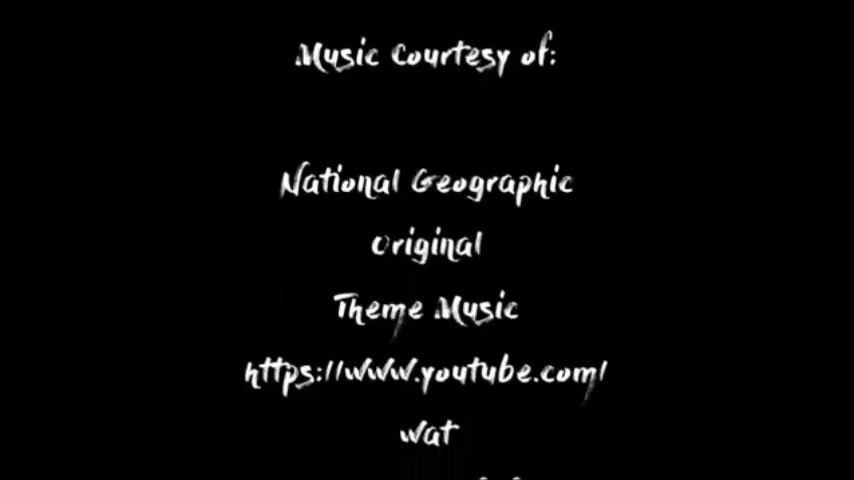 Music Courtesy of:
National Geographic
Original
Theme Music
https://www.youtube.com/
wat